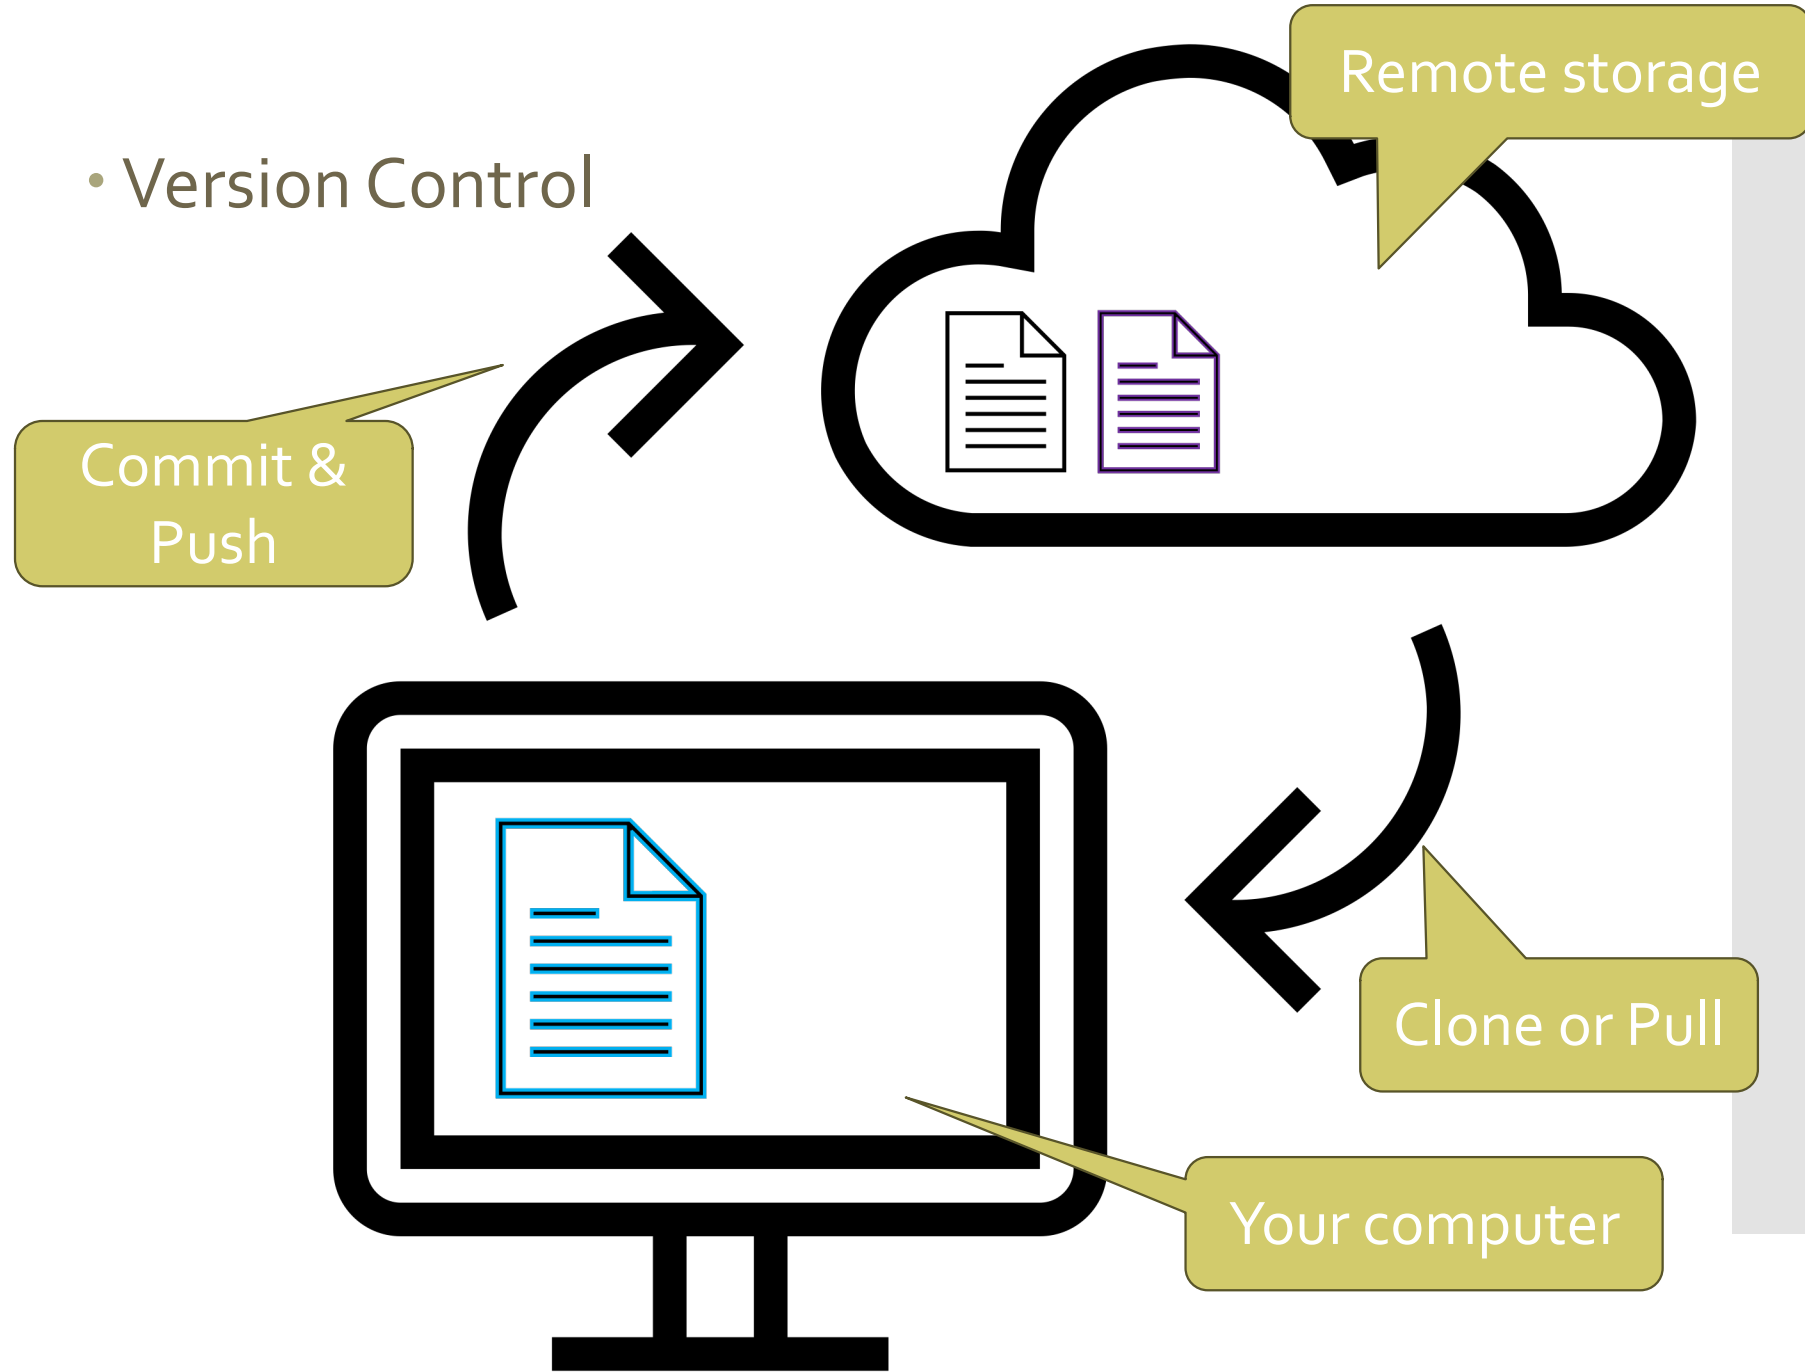 Remote storage
• Version Control
Commit &
Push
Clone or Pull
Your computer